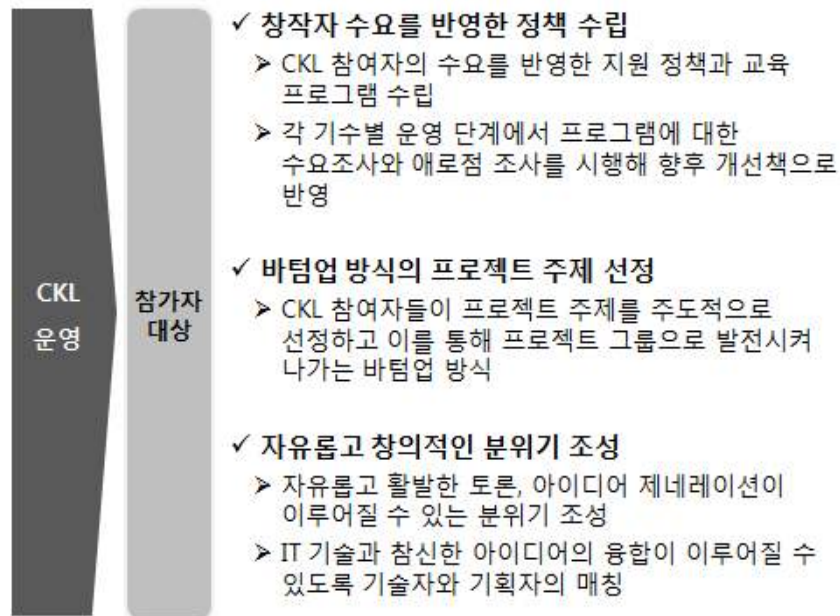 CKL
운영
참가자
대상
✓ 창작자 수요를 반영한 정책 수립
➢ CKL 참여자의 수요를 반영한 지원 정책과 교육
프로그램 수립
➢ 각 기수별 운영 단계에서 프로그램에 대한
수요조사와 애로점 조사를 시행해 향후 개선책으로
반영
✓ 바텀업 방식의 프로젝트 주제 선정
➢ CKL 참여자들이 프로젝트 주제를 주도적으로
선정하고 이를 통해 프로젝트 그룹으로 발전시켜
나가는 바텀업 방식
✓ 자유롭고 창의적인 분위기 조성
➢ 자유롭고 활발한 토론, 아이디어 제네레이션이
이루어질 수 있는 분위기 조성
➢ IT 기술과 참신한 아이디어의 융합이 이루어질 수
있도록 기술자와 기획자의 매칭